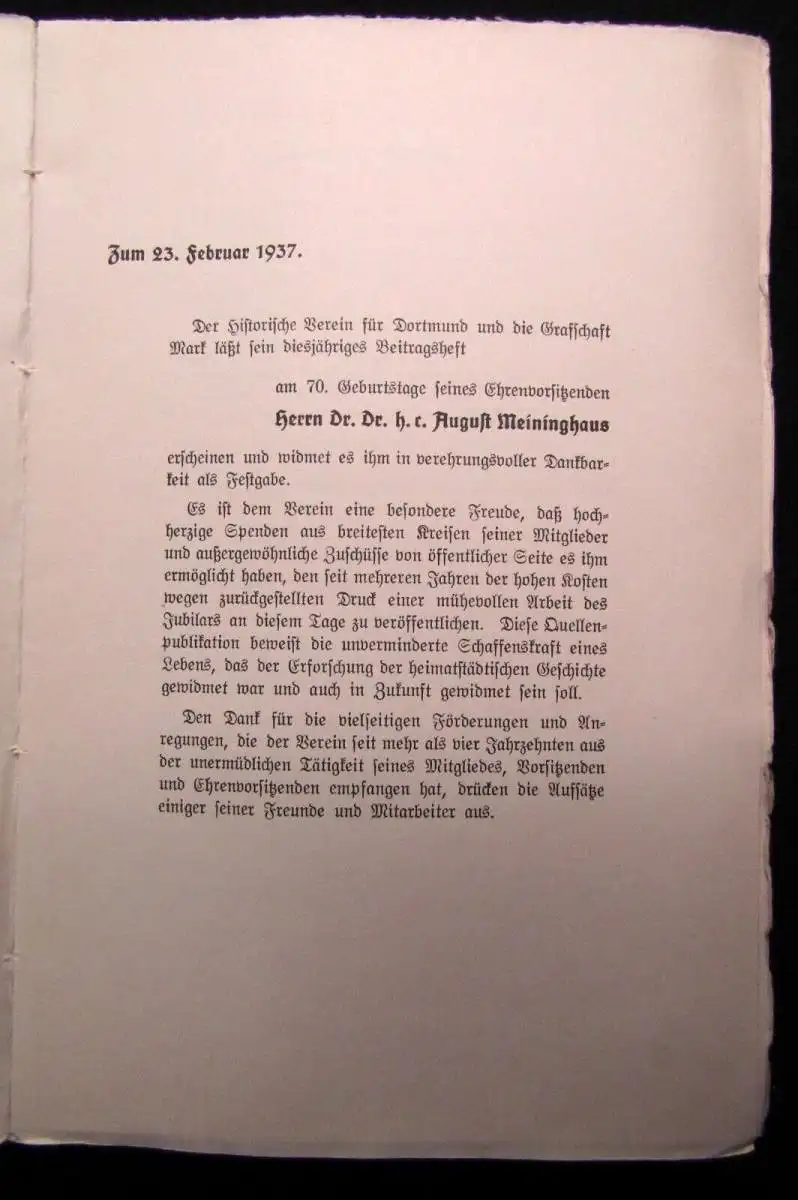 Zum 23. Februar 1937.
Der Historische Verein für Dortmund und die Grafschaft
Mark läßt sein diesjähriges Beitragsheft
am 70. Geburtstage seines Ehrenvorsitzenden
Herrn Dr. Dr. h. c. August Meininghaus
erscheinen und widmet es ihm in verehrungsvoller Dankbar-
keit als Festgabe.
Es ist dem Verein eine besondere Freude, daß hoch-
herzige Spenden aus breitesten Kreisen seiner Mitglieder
und außergewöhnliche Zuschüsse von öffentlicher Seite es ihm
ermöglicht haben, den seit mehreren Jahren der hohen Kosten
wegen zurückgestellten Druck einer mühevollen Arbeit des
Jubilars an diesem Tage zu veröffentlichen. Diese Quellen-
publikation beweist die unverminderte Schaffenskraft eines
Lebens, das der Erforschung der heimatstädtischen Geschichte
gewidmet war und auch in Zukunft gewidmet sein soll.
Den Dank für die vielseitigen Förderungen und An-
regungen, die der Verein seit mehr als vier Jahrzehnten aus
der unermüdlichen Tätigkeit seines Mitgliedes, Vorsitzenden
und Ehrenvorsitzenden empfangen hat, drücken die Aufsätze
einiger seiner Freunde und Mitarbeiter aus.